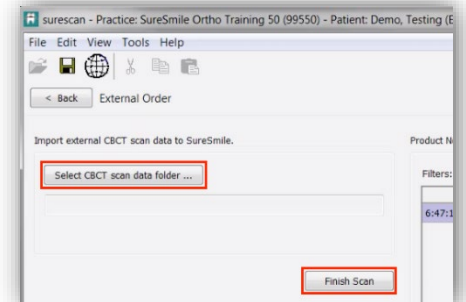 surescan - Practice: SureSmile Ortho Training 50 (99550) - Patient: Demo, Testing (E
File Edit View Tools Help
< Back External Order
Import external CBCT scan data to SureSmile.
Product N
Select CBCT scan data folder ...
Filters:
6:47:1
Finish Scan